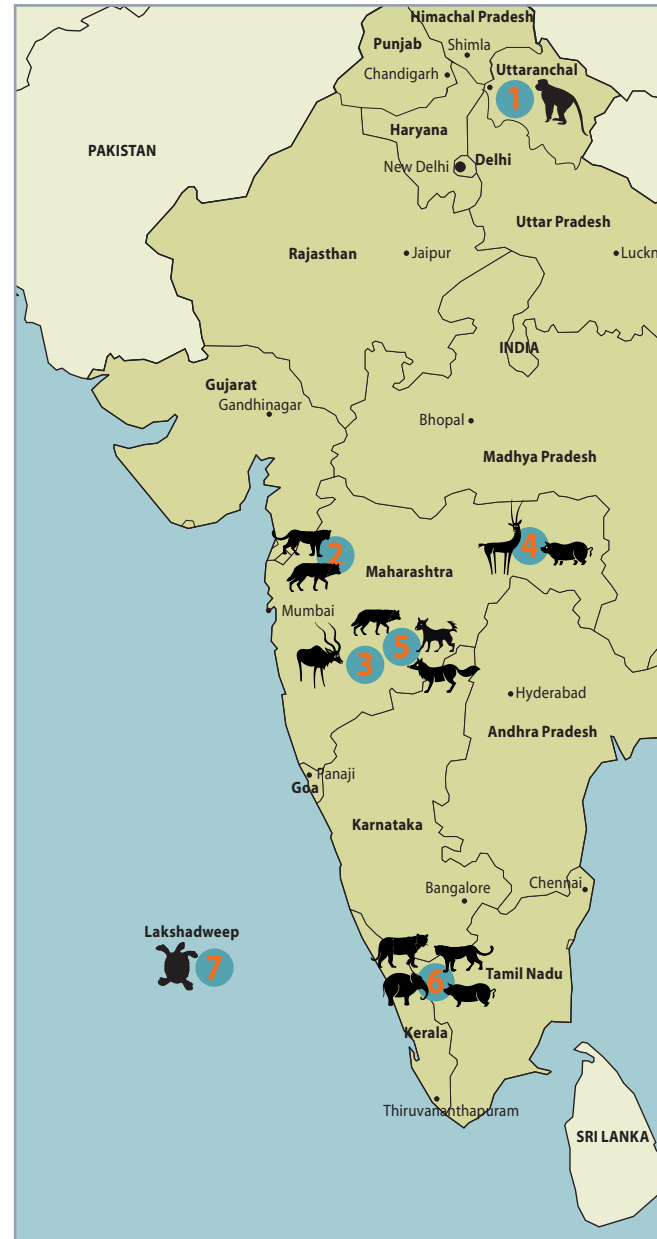 Himachal Pradesh
Punjab
Shimla
Chandigarh
Uttaranchal
1
Haryana
PAKISTAN
New Delhi
Delhi
Uttar Pradesh
Rajasthan
Jaipur
Luckn
INDIA
Gujarat
Gandhinagar
Bhopal
Madhya Pradesh
2
4
Maharashtra
Mumbai
5
3
Hyderabad
Andhra Pradesh
Panaji
Goa
Karnataka
Bangalore
Chennai
Lakshadweep
7
Tamil Nadu
6
Kerala
Thiruvananthapuram
SRI LANKA